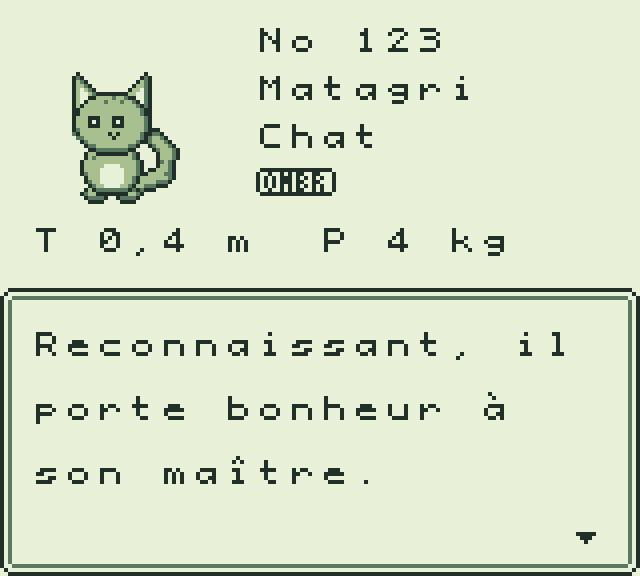 No 123
Matagri
Chat
T 0,4 m P 4 kg
Reconnaissant, il
porte bonheur à
son maître.